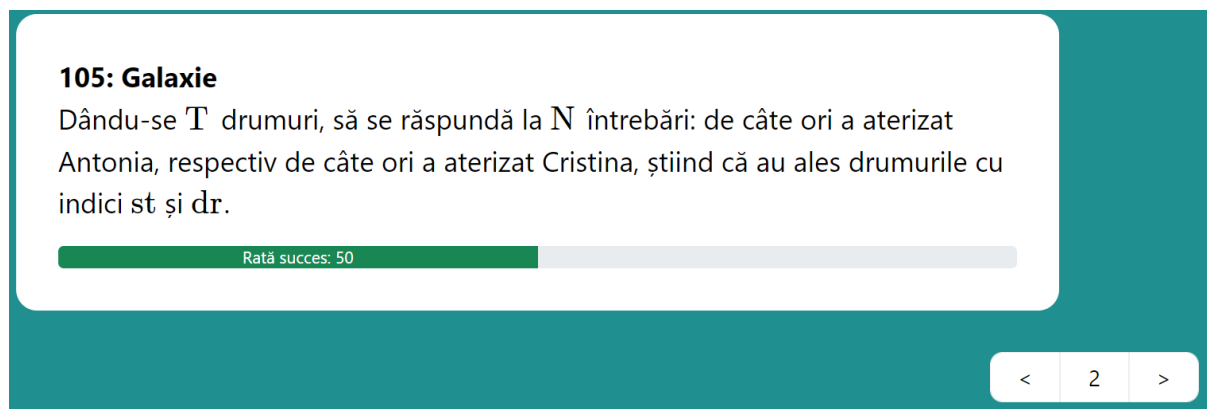 105: Galaxie
Dându-se T drumuri, să se răspundă la N întrebări: de câte ori a aterizat
Antonia, respectiv de câte ori a aterizat Cristina, știind că au ales drumurile cu
indici st și dr.
Rată succes: 50
< 2 >